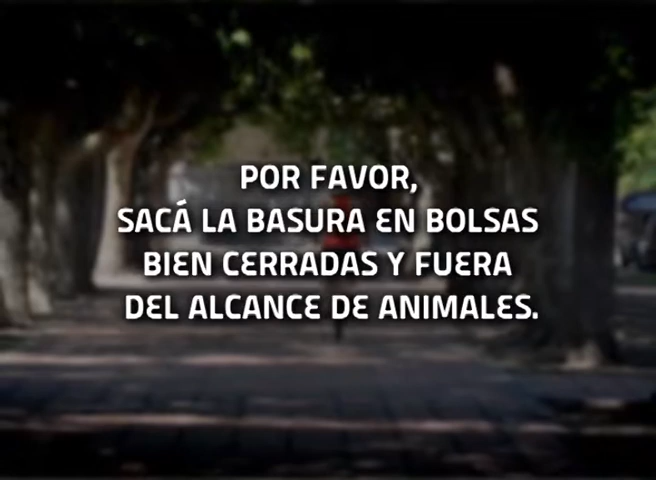 POR FAVOR,
SACÁ LA BASURA EN BOLSAS
BIEN CERRADAS Y FUERA
DEL ALCANCE DE ANIMALES.